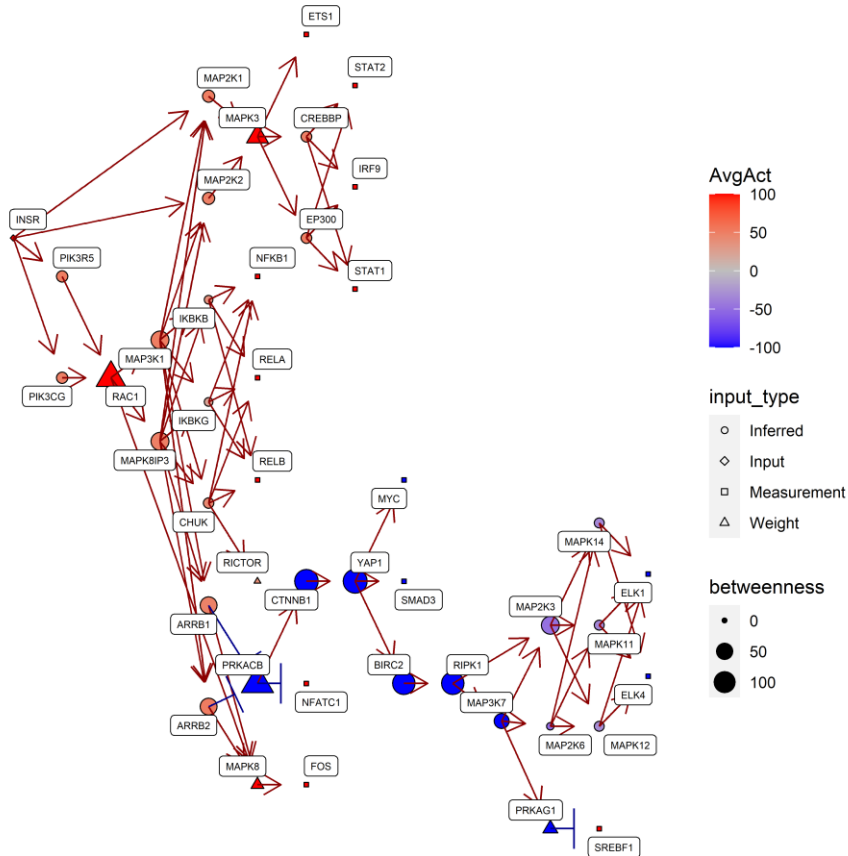 ETS1
STAT2
MAP2K1
MAPK3
CREBBP
IRF9
MAP2K2
INSR
EP300
PIK3R5
NFKB1
STAT1
IKBKB
MAP3K1
RELA
PIK3CG
RAC1
IKBKG
MAPK8IP3
RELB
MYC
CHUK
MAPK14
RICTOR
YAP1
CTNNB1
SMAD3
ELK1
MAP2K3
ARRB1
MAPK11
PRKACB
BIRC2
RIPK1
ELK4
NFATC1
MAP3K7
ARRB2
MAP2K6
MAPK12
MAPK8
FOS
PRKAG1
SREBF1
AvgAct
100
50
0
-50
-100
input_type
Inferred
Input
Measurement
Weight
betweenness
0
50
100